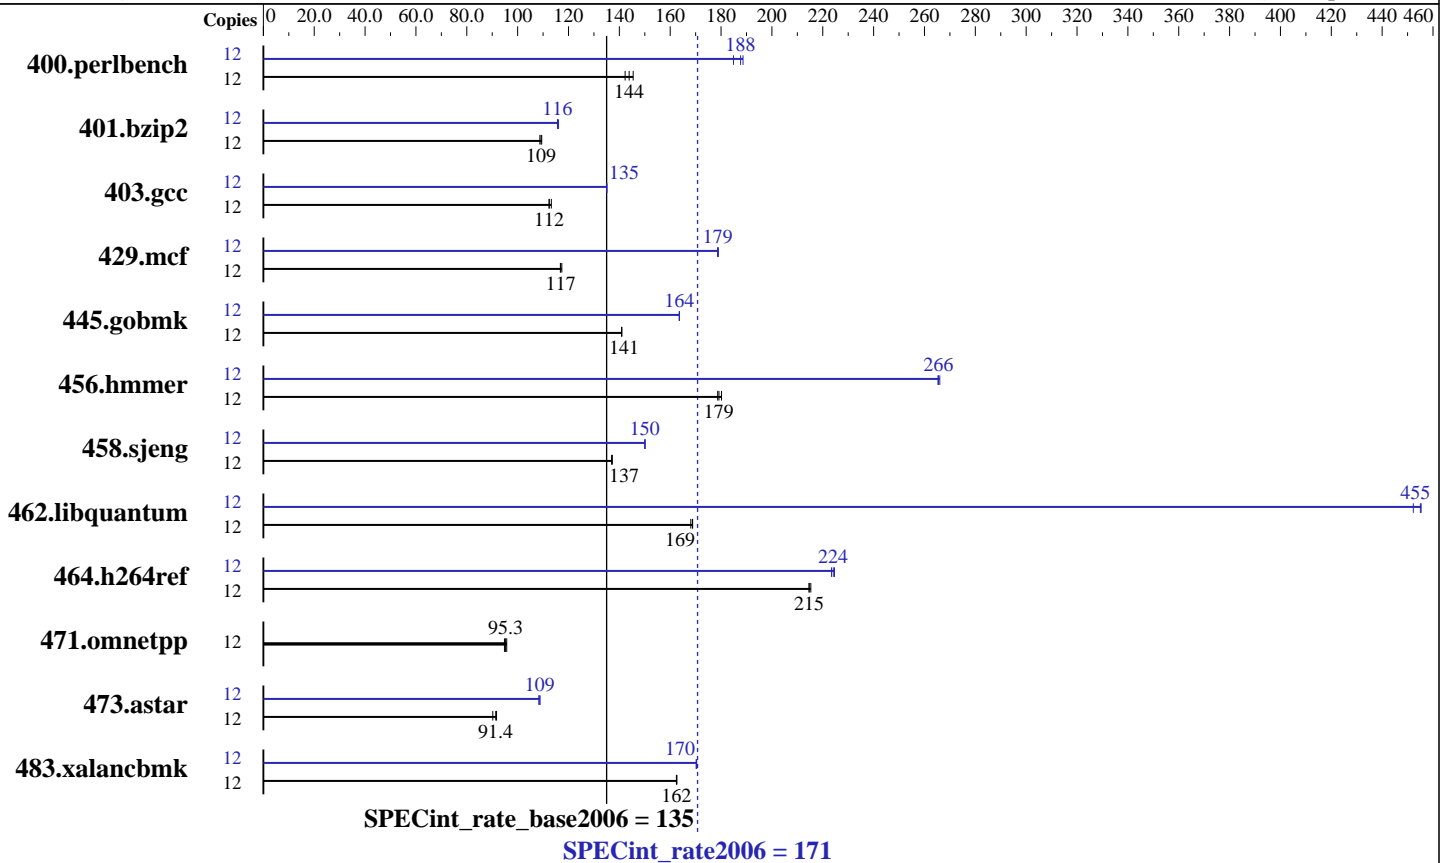 Copies 0 20.0 40.0 60.0 80.0 100 120 140 160 180 200 220 240 260 280 300 320 340 360 380 400 420 440 460
400.perlbench 12 188
12 144
401.bzip2 12 116
12 109
403.gcc 12 135
12 112
429.mcf 12 179
12 117
445.gobmk 12 164
12 141
456.hmmer 12 266
12 179
458.sjeng 12 150
12 137
462.libquantum 12 455
12 169
464.h264ref 12 224
12 215
471.omnetpp 12 95.3
473.astar 12 109
12 91.4
483.xalancbmk 12 170
12 162
SPECint_rate_base2006 = 135
SPECint_rate2006 = 171